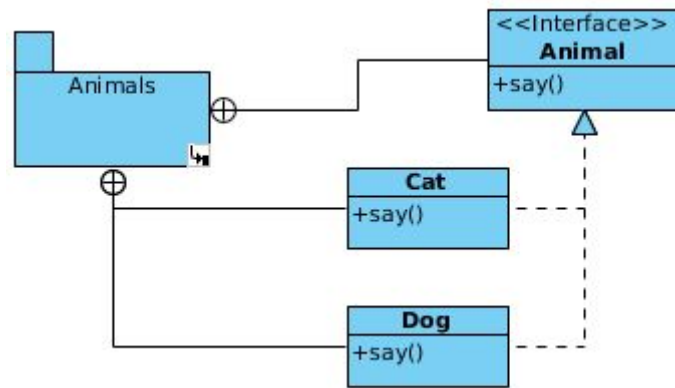 Animals
<<Interface>>
Animal
+say()
Cat
+say()
Dog
+say()